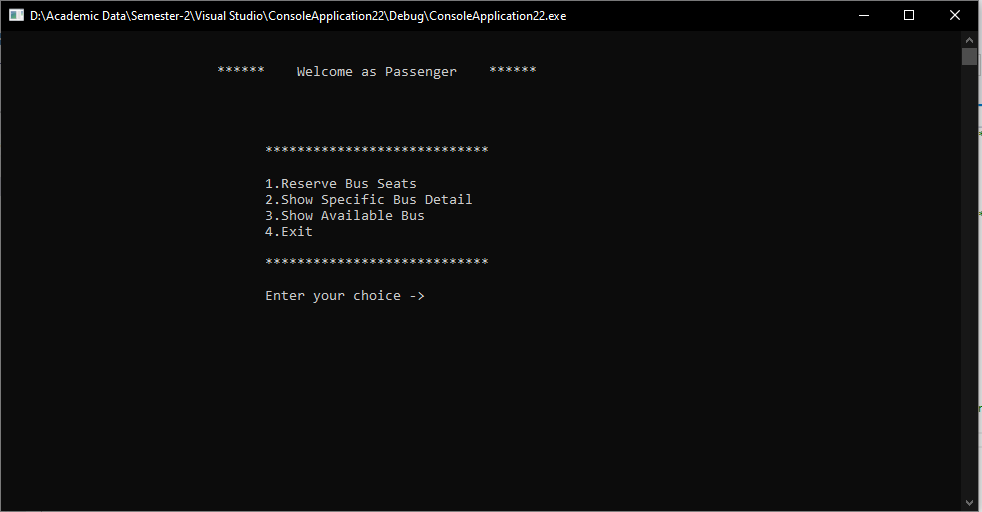 D:\Academic Data\Semester-2\Visual Studio\ConsoleApplication22\Debug\ConsoleApplication22.exe
****** Welcome as Passenger ******
****************************
1.Reserve Bus Seats
2.Show Specific Bus Detail
3.Show Available Bus
4.Exit
****************************
Enter your choice ->